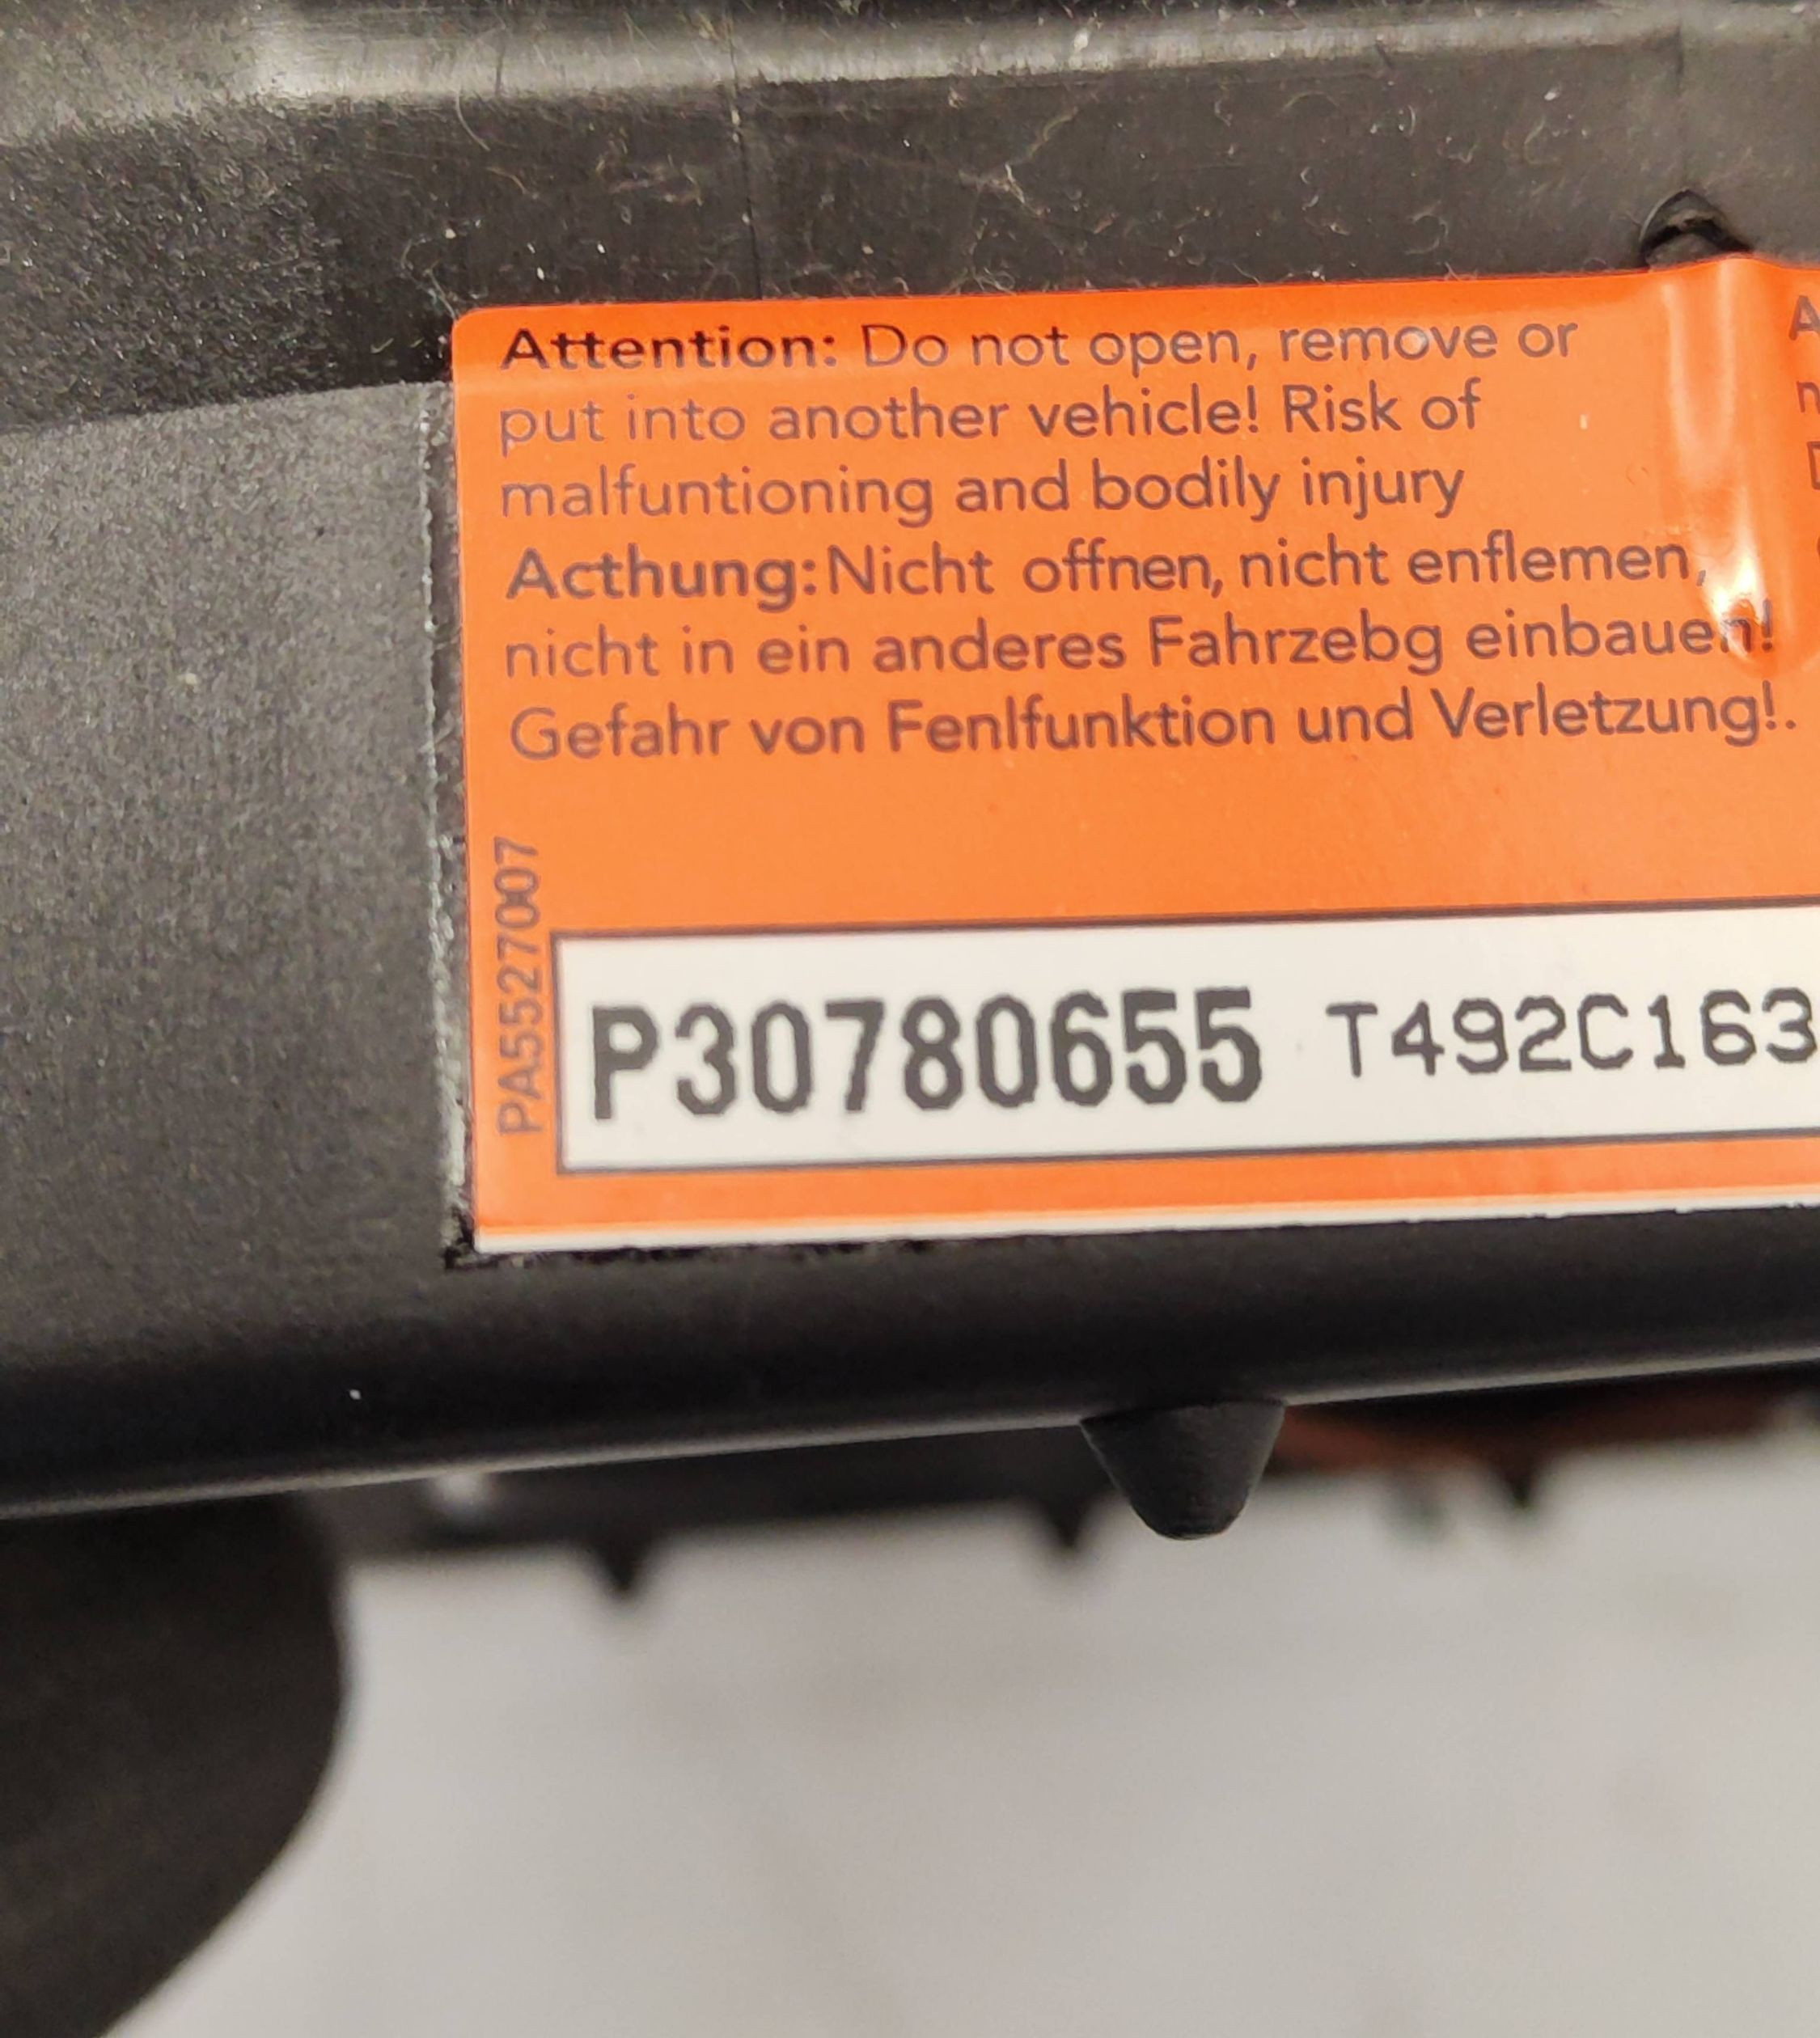 Attention: Do not open, remove or
put into another vehicle! Risk of
malfuntioning and bodily injury
Acthung:Nicht offnen, nicht enflemen,
nicht in ein anderes Fahrzebg einbauen!
Gefahr von Fenlfunktion und Verletzung!.
PA5527007
P30780655 T492C163